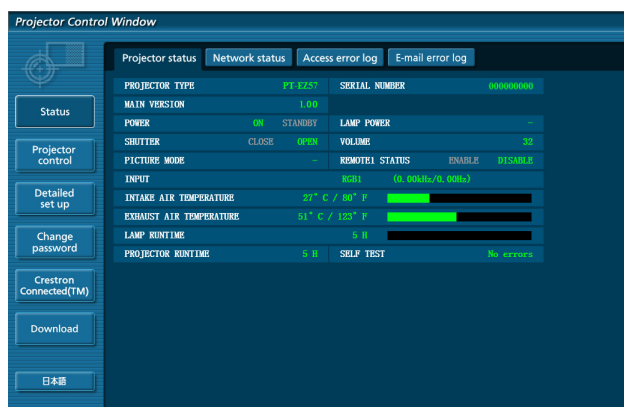 Projector Control Window
Projector status Network status Access error log E-mail error log
PROJECTOR TYPE PT-EZ57 SERIAL NUMBER 000000000
MAIN VERSION 1.00
POWER ON STANDBY LAMP POWER -
SHUTTER CLOSE OPEN VOLUME 32
PICTURE MODE - REMOTE1 STATUS ENABLE DISABLE
INPUT RGB1 (0.00kHz/0.00Hz)
INTAKE AIR TEMPERATURE 27° C / 80° F
EXHAUST AIR TEMPERATURE 51° C / 123° F
LAMP RUNTIME 5 H
PROJECTOR RUNTIME 5 H SELF TEST No errors
Status
Projector
control
Detailed
set up
Change
password
Crestron
Connected(TM)
Download
日本語